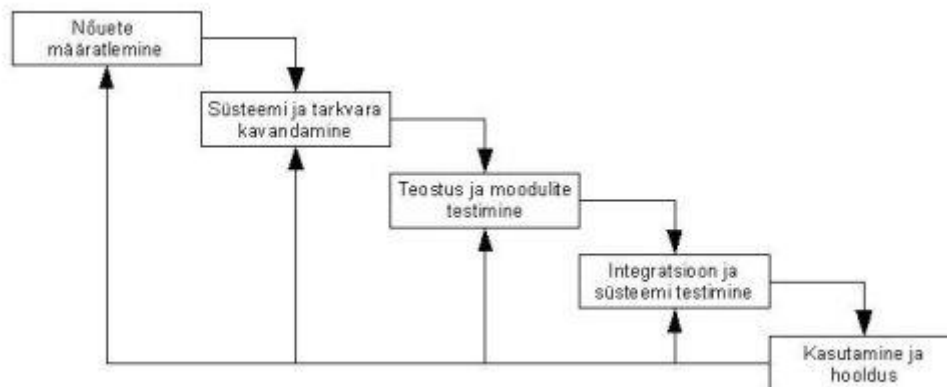 Nõuete
määratlemine
Süsteemi ja tarkvara
kavandamine
Teostus ja moodulite
testimine
Integratsioon ja
süsteemi testimine
Kasutamine ja
hooldus